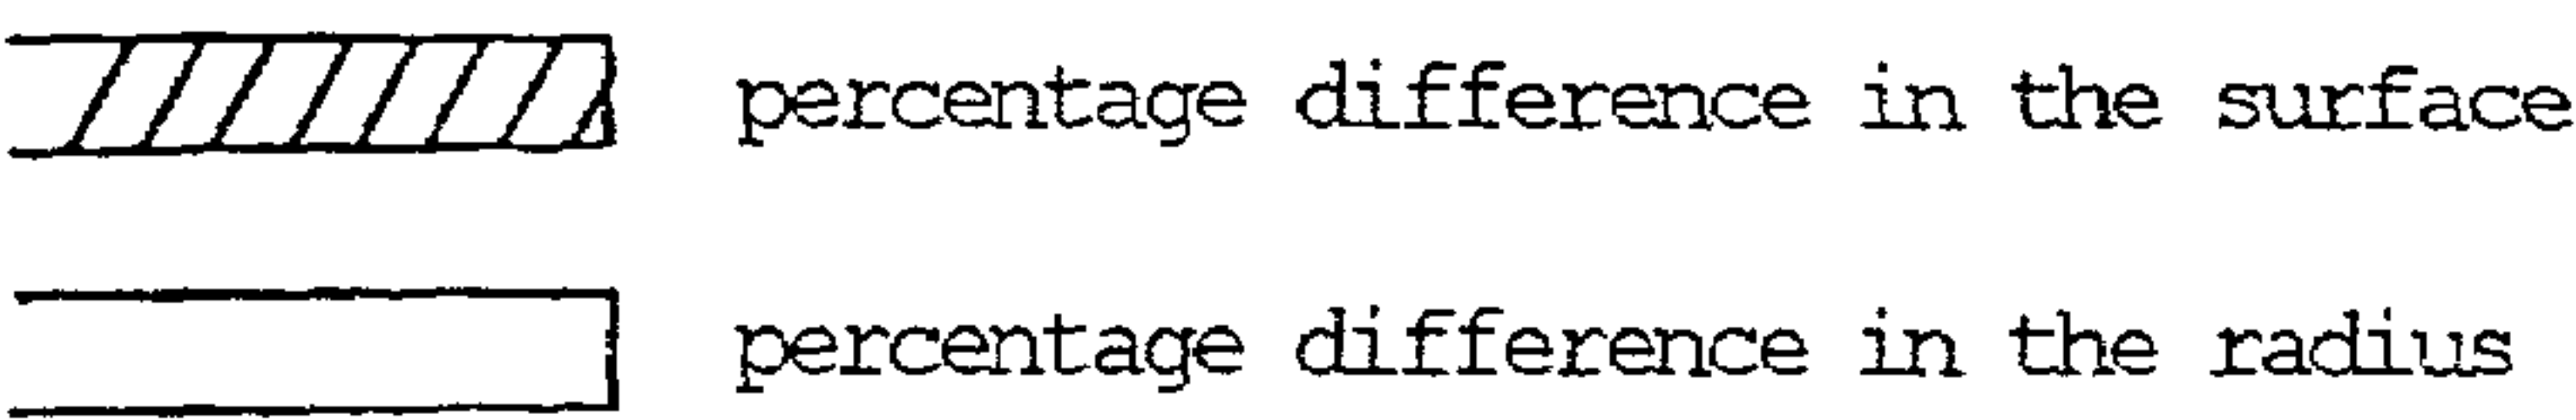 percentage difference in the surface
percentage difference in the radius